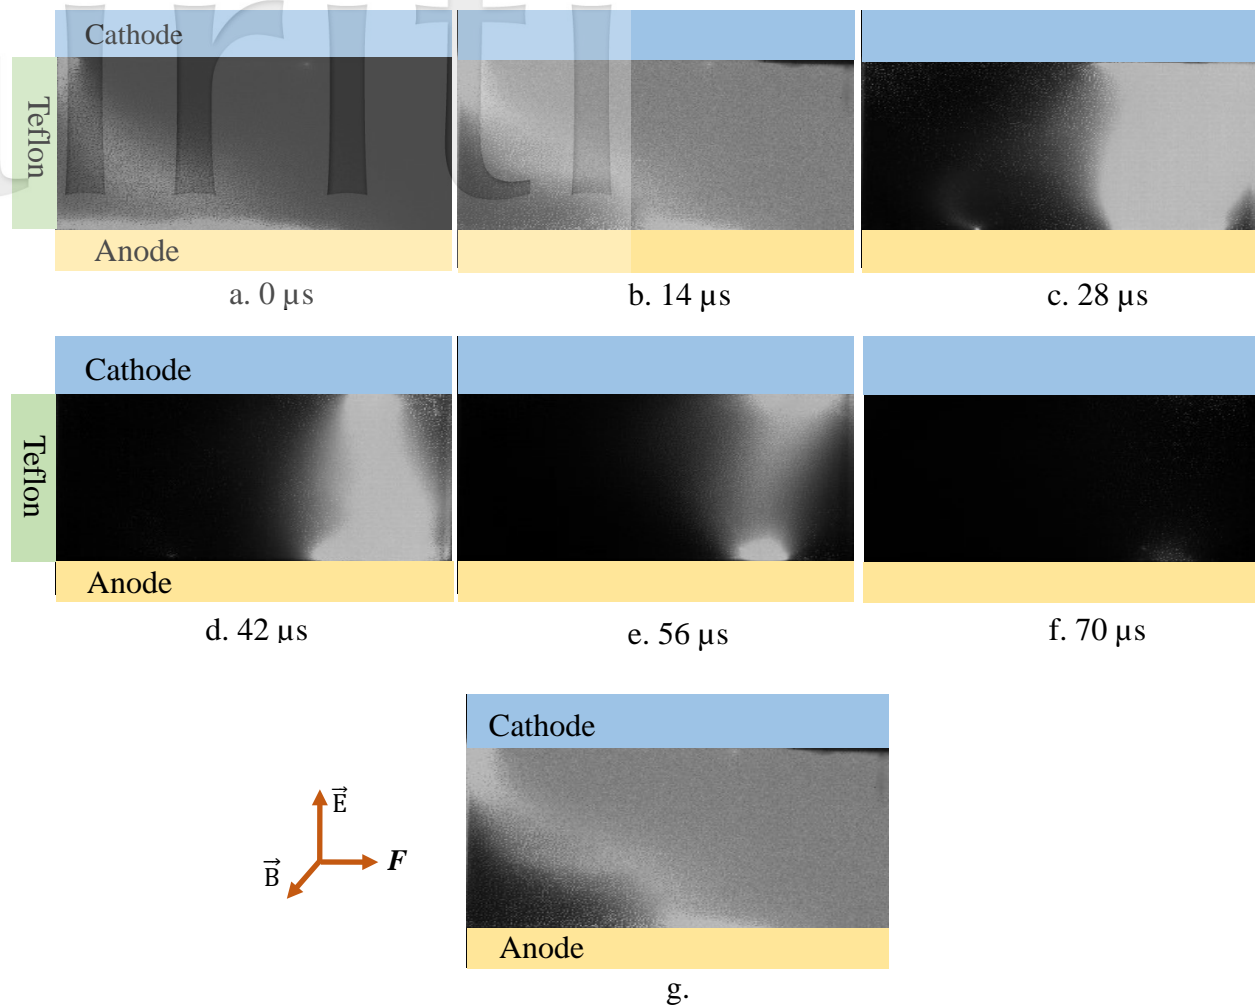 Cathode
Teflon
Anode
a. 0 µs
b. 14 µs
c. 28 µs
Cathode
Teflon
Anode
d. 42 µs
e. 56 µs
f. 70 µs
Cathode
E
B
F
Anode
g.